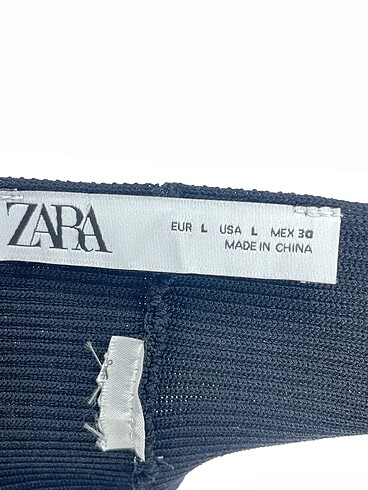 ZARA
EUR L USA L MEX 30
MADE IN CHINA